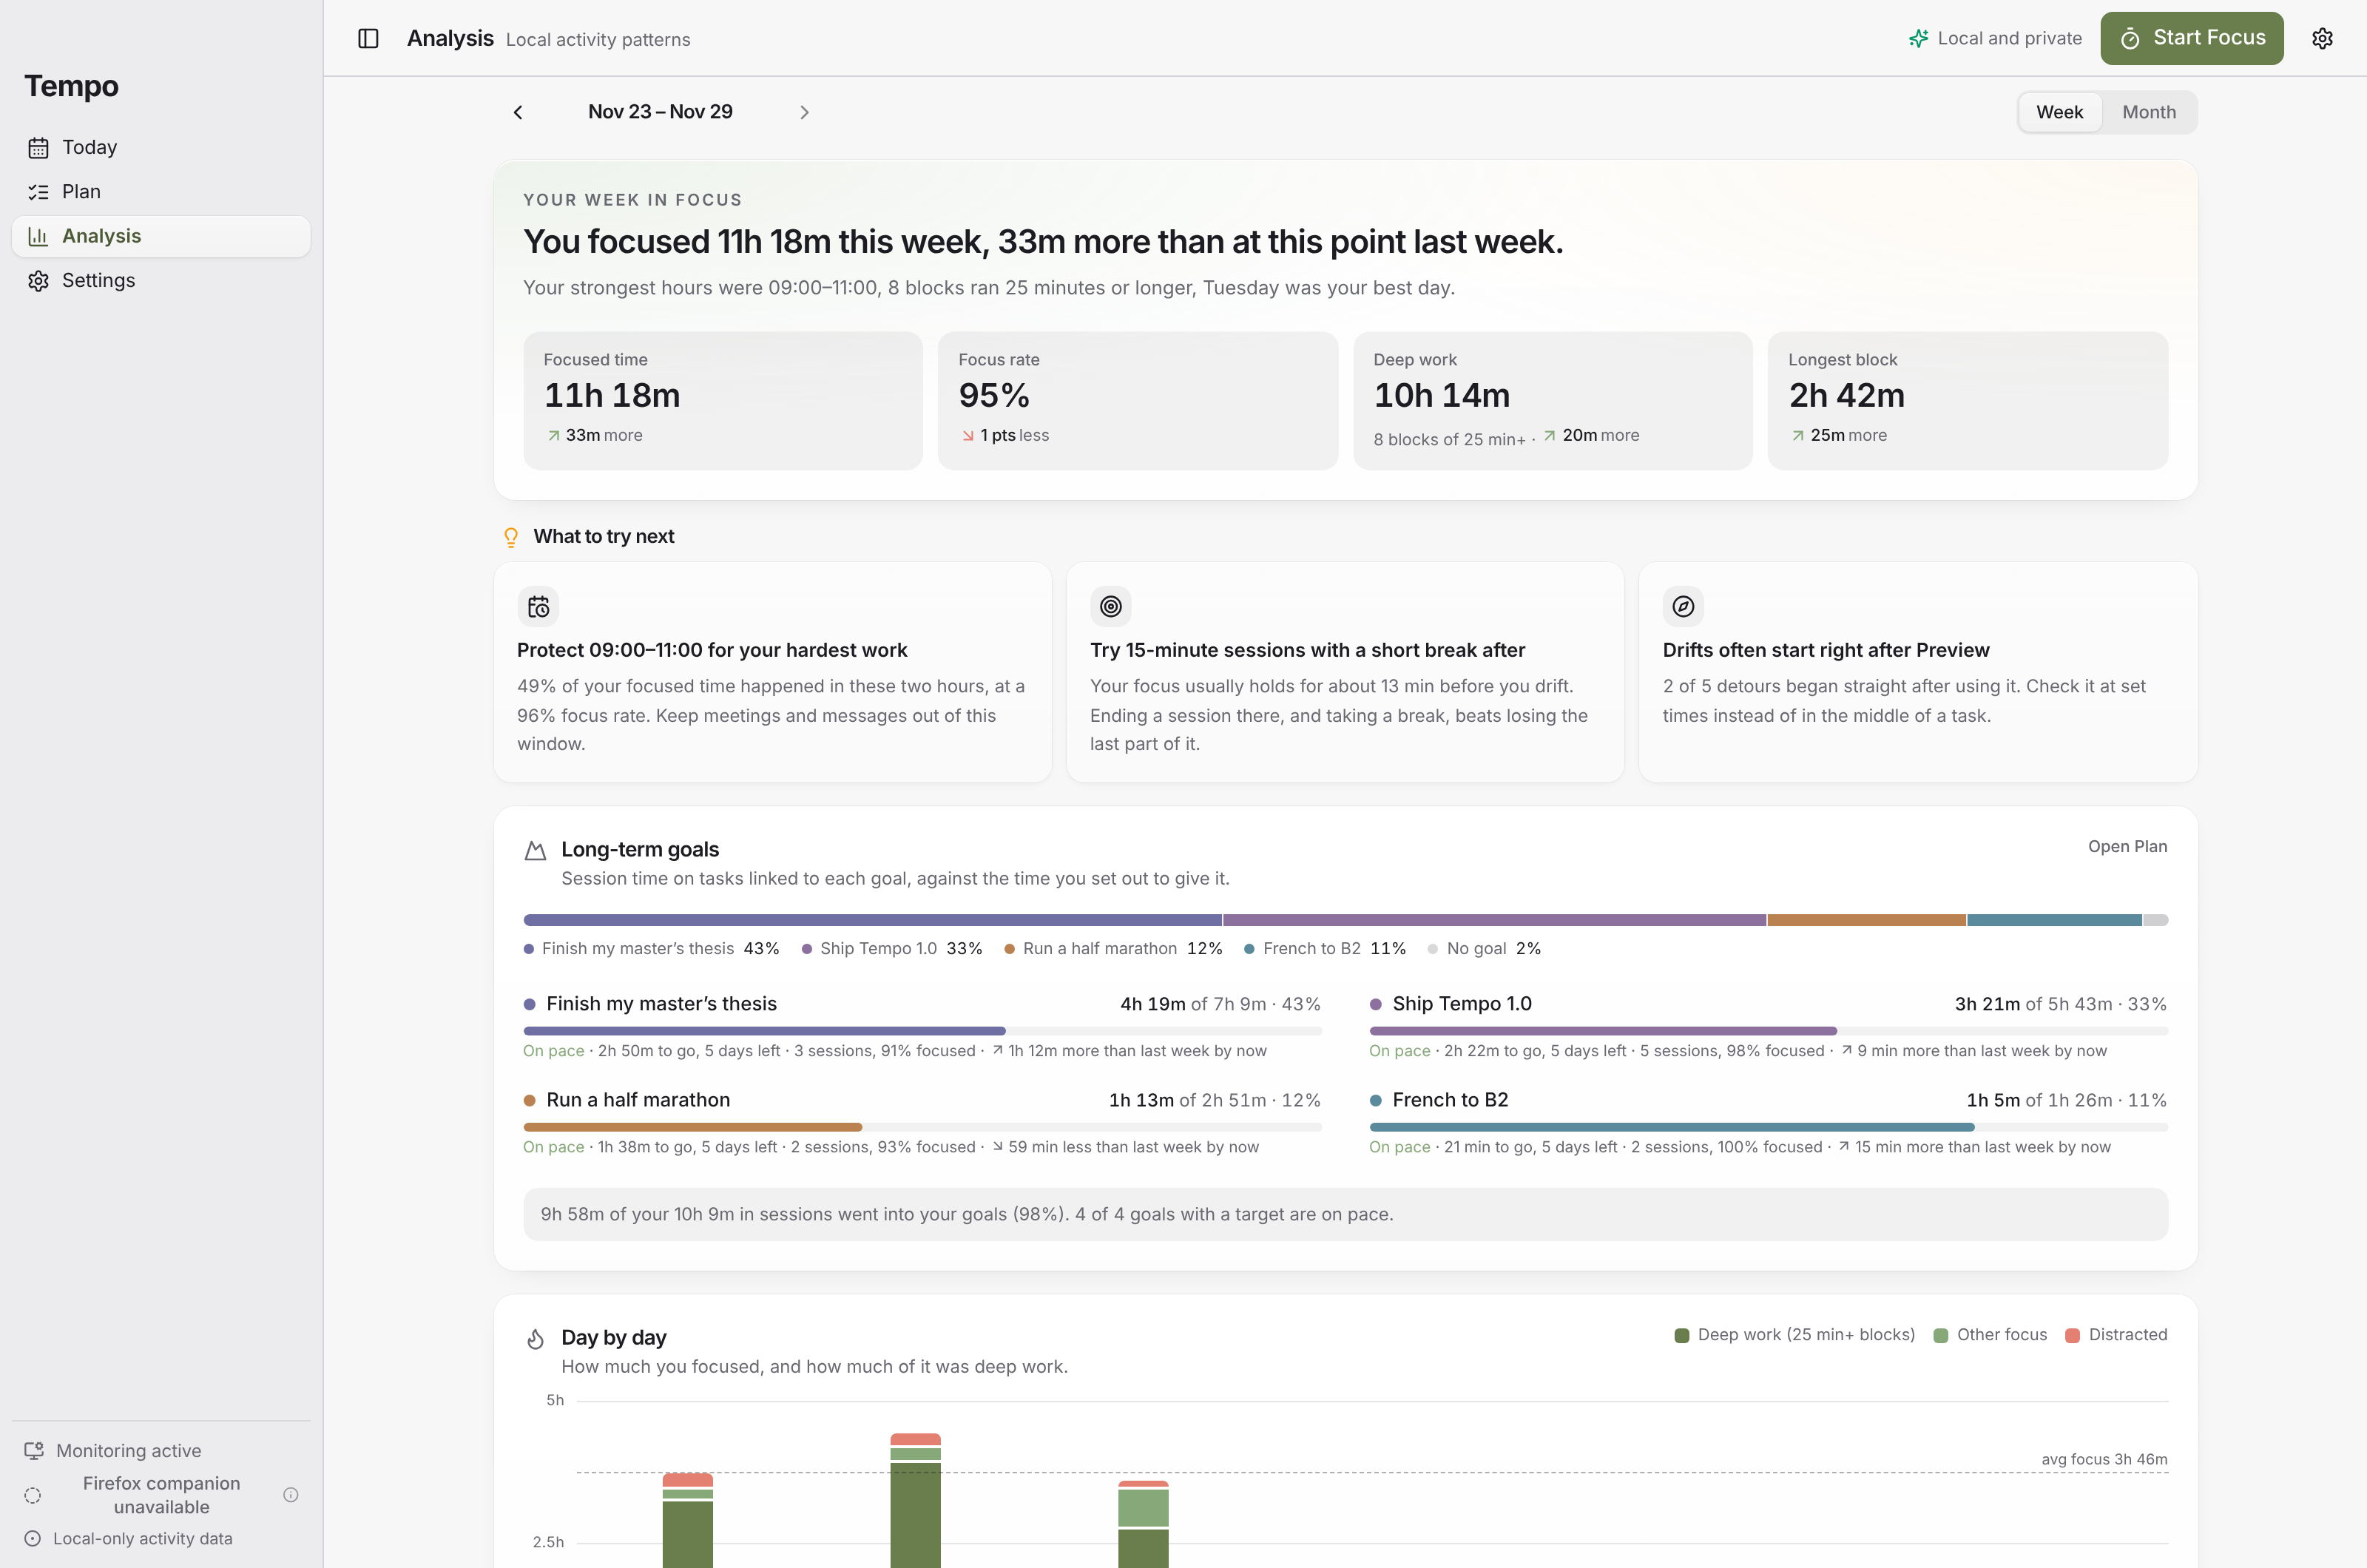 Analysis Local activity patterns
Local and private
Start Focus
Tempo
Today
Plan
Analysis
Settings
Monitoring active
Firefox companion
unavailable
Local-only activity data
Nov 23 – Nov 29
Week Month
YOUR WEEK IN FOCUS
You focused 11h 18m this week, 33m more than at this point last week.
Your strongest hours were 09:00–11:00, 8 blocks ran 25 minutes or longer, Tuesday was your best day.
Focused time
11h 18m
33m more
Focus rate
95%
1 pts less
Deep work
10h 14m
8 blocks of 25 min+ · 20m more
Longest block
2h 42m
25m more
What to try next
Protect 09:00–11:00 for your hardest work
49% of your focused time happened in these two hours, at a
96% focus rate. Keep meetings and messages out of this
window.
Try 15-minute sessions with a short break after
Your focus usually holds for about 13 min before you drift.
Ending a session there, and taking a break, beats losing the
last part of it.
Drifts often start right after Preview
2 of 5 detours began straight after using it. Check it at set
times instead of in the middle of a task.
Long-term goals
Open Plan
Session time on tasks linked to each goal, against the time you set out to give it.
Finish my master’s thesis 43% Ship Tempo 1.0 33% Run a half marathon 12% French to B2 11% No goal 2%
Finish my master’s thesis 4h 19m of 7h 9m · 43%
On pace · 2h 50m to go, 5 days left · 3 sessions, 91% focused · ↗ 1h 12m more than last week by now
Ship Tempo 1.0 3h 21m of 5h 43m · 33%
On pace · 2h 22m to go, 5 days left · 5 sessions, 98% focused · ↗ 9 min more than last week by now
Run a half marathon 1h 13m of 2h 51m · 12%
On pace · 1h 38m to go, 5 days left · 2 sessions, 93% focused · ↘ 59 min less than last week by now
French to B2 1h 5m of 1h 26m · 11%
On pace · 21 min to go, 5 days left · 2 sessions, 100% focused · ↗ 15 min more than last week by now
9h 58m of your 10h 9m in sessions went into your goals (98%). 4 of 4 goals with a target are on pace.
Day by day
Deep work (25 min+ blocks) Other focus Distracted
How much you focused, and how much of it was deep work.
5h
avg focus 3h 46m
2.5h